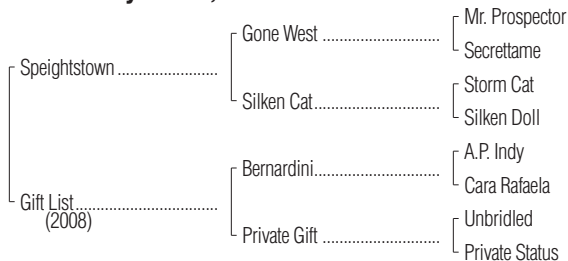 Mr. Prospector
Gone West
Secrettame
Speightstown
Storm Cat
Silken Cat
Silken Doll
A.P. Indy
Bernardini
Cara Rafaela
Gift List
(2008)
Unbridled
Private Gift
Private Status